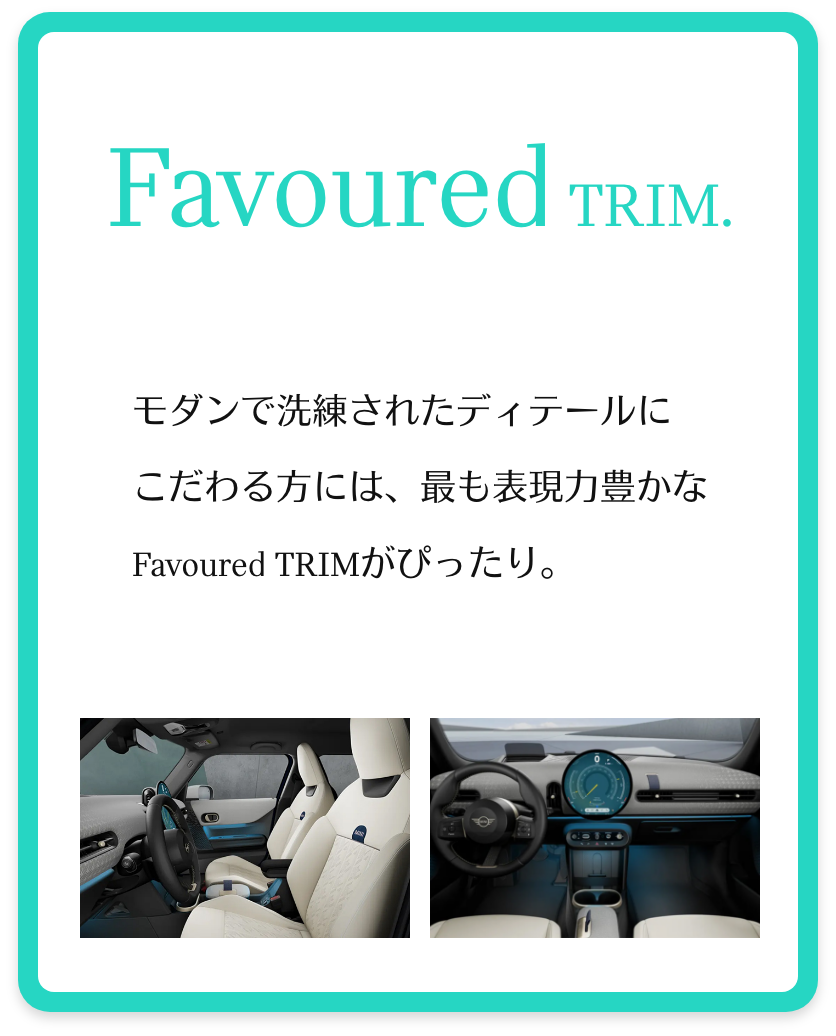 Favoured TRIM.
モダンで洗練されたディテールに
こだわる方には、最も表現力豊かな
Favoured TRIMがぴったり。